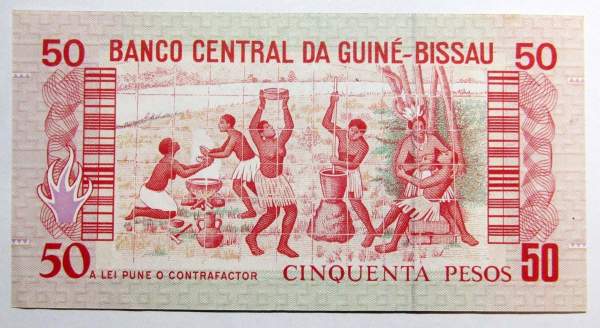 50 BANCO CENTRAL DA GUINÉ-BISSAU 50
50 A LEI PUNE O CONTRAFACTOR CINQUENTA PESOS 50